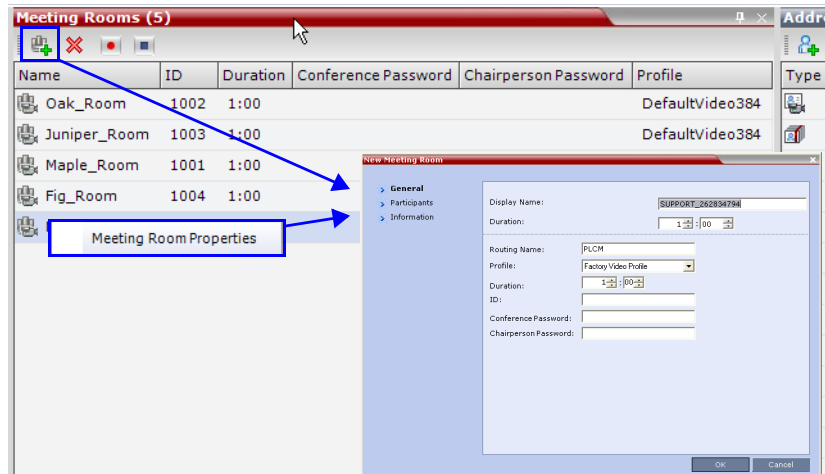 Meeting Rooms (5)
Addr
Name ID Duration Conference Password Chairperson Password Profile Type
Oak_Room 1002 1:00 DefaultVideo384
Juniper_Room 1003 1:00 DefaultVideo384
Maple_Room 1001 1:00
Fig_Room 1004 1:00
Meeting Room Properties
New Meeting Room
General
Participants
Information
Display Name: SUPPORT_262834794
Duration: 1 : 00
Routing Name: PLCM
Profile: Factory Video Profile
Duration: 1 : 00
ID:
Conference Password:
Chairperson Password:
OK Cancel